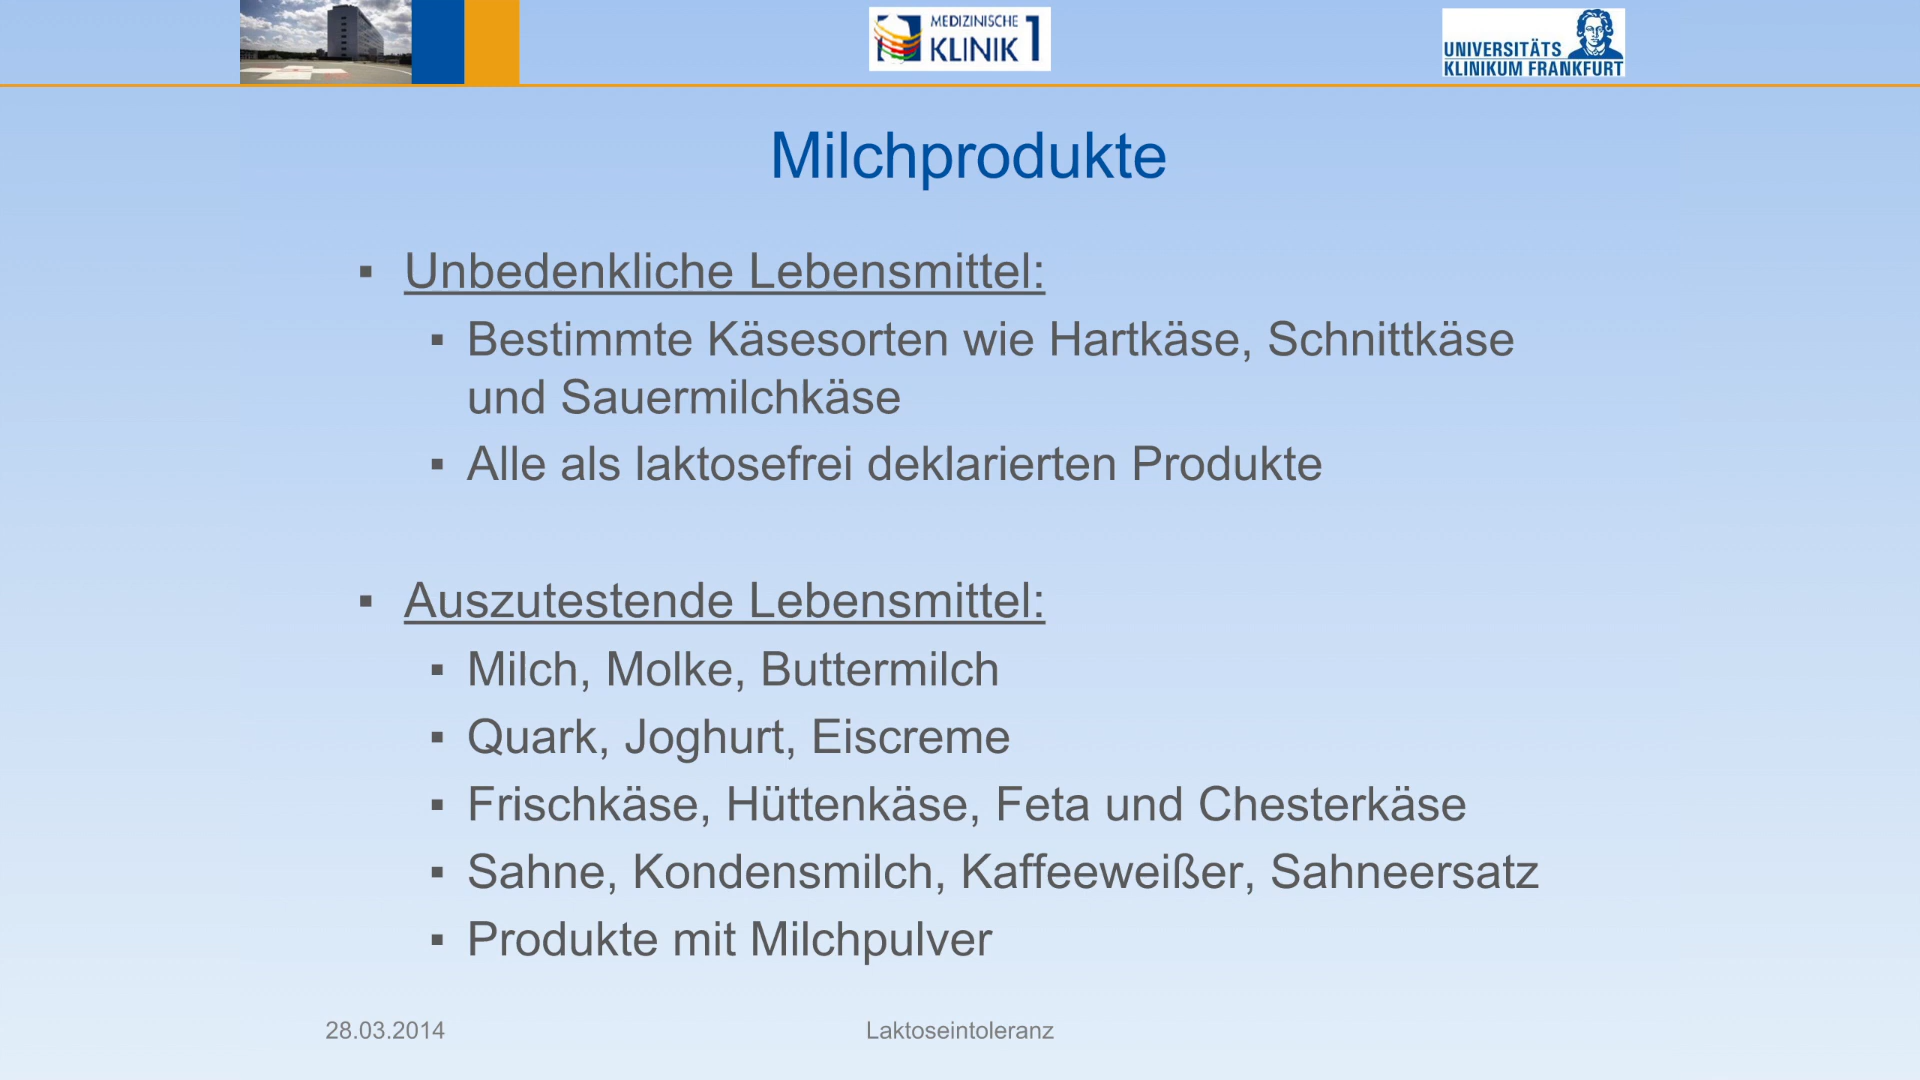 MEDIZINISCHE
KLINIK 1
UNIVERSITÄTS
KLINIKUM FRANKFURT
Milchprodukte
▪ Unbedenkliche Lebensmittel:
▪ Bestimmte Käsesorten wie Hartkäse, Schnittkäse
und Sauermilchkäse
▪ Alle als laktosefrei deklarierten Produkte
▪ Auszutestende Lebensmittel:
▪ Milch, Molke, Buttermilch
▪ Quark, Joghurt, Eiscreme
▪ Frischkäse, Hüttenkäse, Feta und Chesterkäse
▪ Sahne, Kondensmilch, Kaffeeweißer, Sahneersatz
▪ Produkte mit Milchpulver
28.03.2014
Laktoseintoleranz